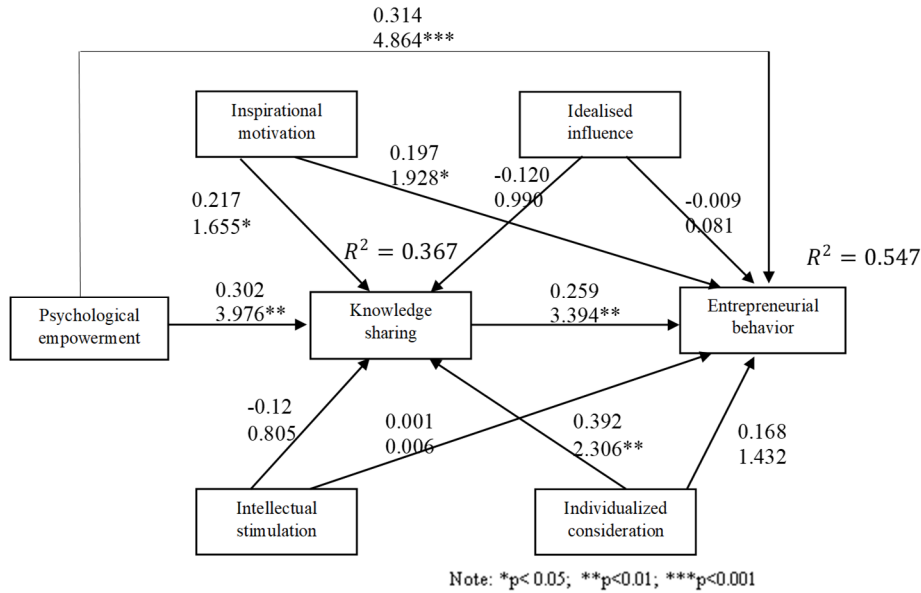 0.314
4.864***
Inspirational
motivation
Idealised
influence
0.197
1.928*
-0.120
0.990
0.217
1.655*
-0.009
0.081
R² = 0.367
R² = 0.547
Psychological
empowerment
0.302
3.976**
Knowledge
sharing
0.259
3.394**
Entrepreneurial
behavior
-0.12
0.805
0.001
0.006
0.392
2.306**
0.168
1.432
Intellectual
stimulation
Individualized
consideration
Note: *p< 0.05; **p<0.01; ***p<0.001